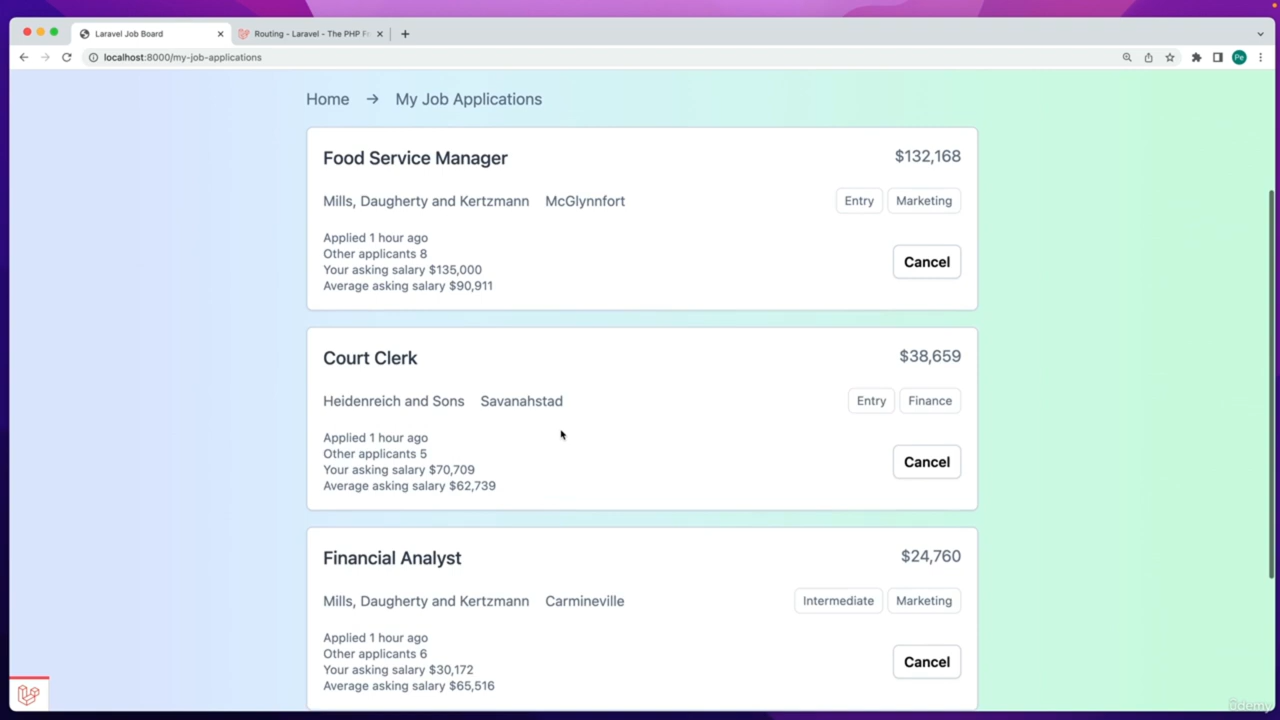 Laravel Job Board
Routing - Laravel - The PHP F
localhost:8000/my-job-applications
Pe
Home → My Job Applications
Food Service Manager
$132,168
Mills, Daugherty and Kertzmann McGlynnfort
Entry Marketing
Applied 1 hour ago
Other applicants 8
Your asking salary $135,000
Average asking salary $90,911
Cancel
Court Clerk
$38,659
Heidenreich and Sons Savanahstad
Entry Finance
Applied 1 hour ago
Other applicants 5
Your asking salary $70,709
Average asking salary $62,739
Cancel
Financial Analyst
$24,760
Mills, Daugherty and Kertzmann Carmineville
Intermediate Marketing
Applied 1 hour ago
Other applicants 6
Your asking salary $30,172
Average asking salary $65,516
Cancel
ûdemy